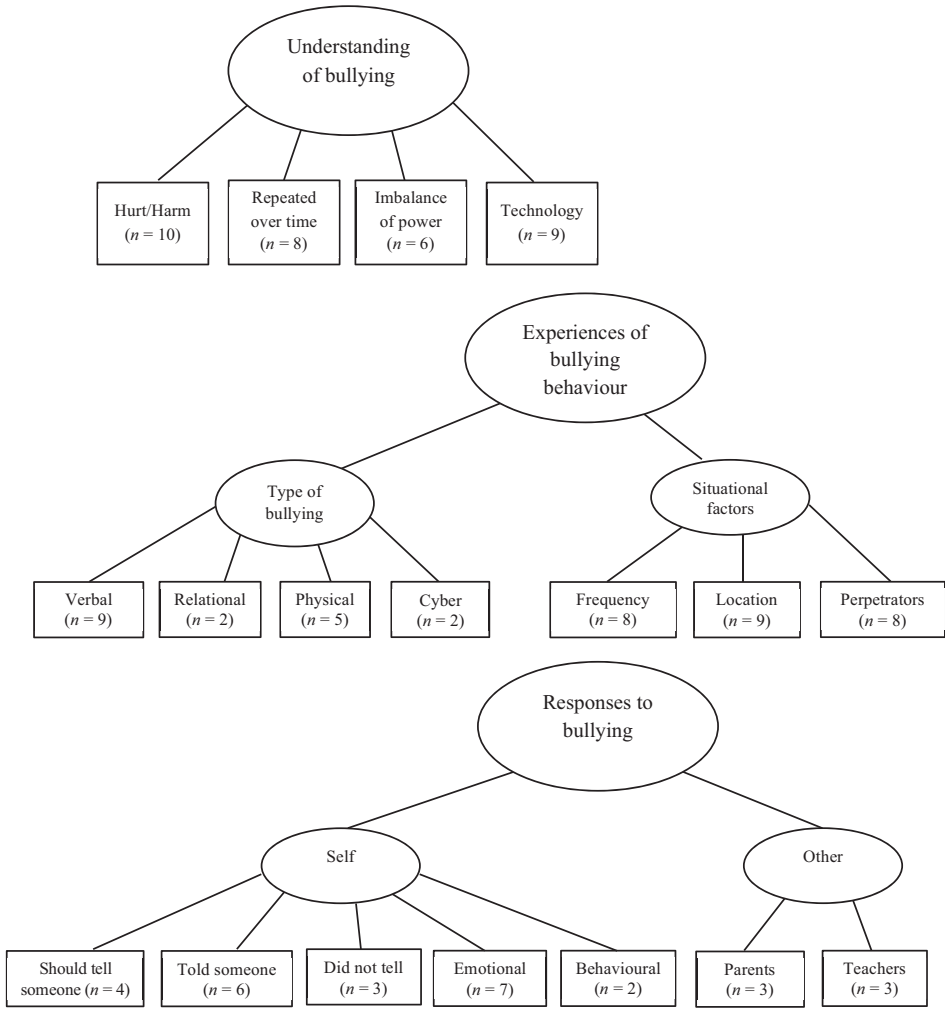 Understanding
of bullying
Hurt/Harm
(n = 10)
Repeated
over time
(n = 8)
Imbalance
of power
(n = 6)
Technology
(n = 9)
Experiences of
bullying
behaviour
Type of
bullying
Situational
factors
Verbal
(n = 9)
Relational
(n = 2)
Physical
(n = 5)
Cyber
(n = 2)
Frequency
(n = 8)
Location
(n = 9)
Perpetrators
(n = 8)
Responses to
bullying
Self
Other
Should tell
someone (n = 4)
Told someone
(n = 6)
Did not tell
(n = 3)
Emotional
(n = 7)
Behavioural
(n = 2)
Parents
(n = 3)
Teachers
(n = 3)